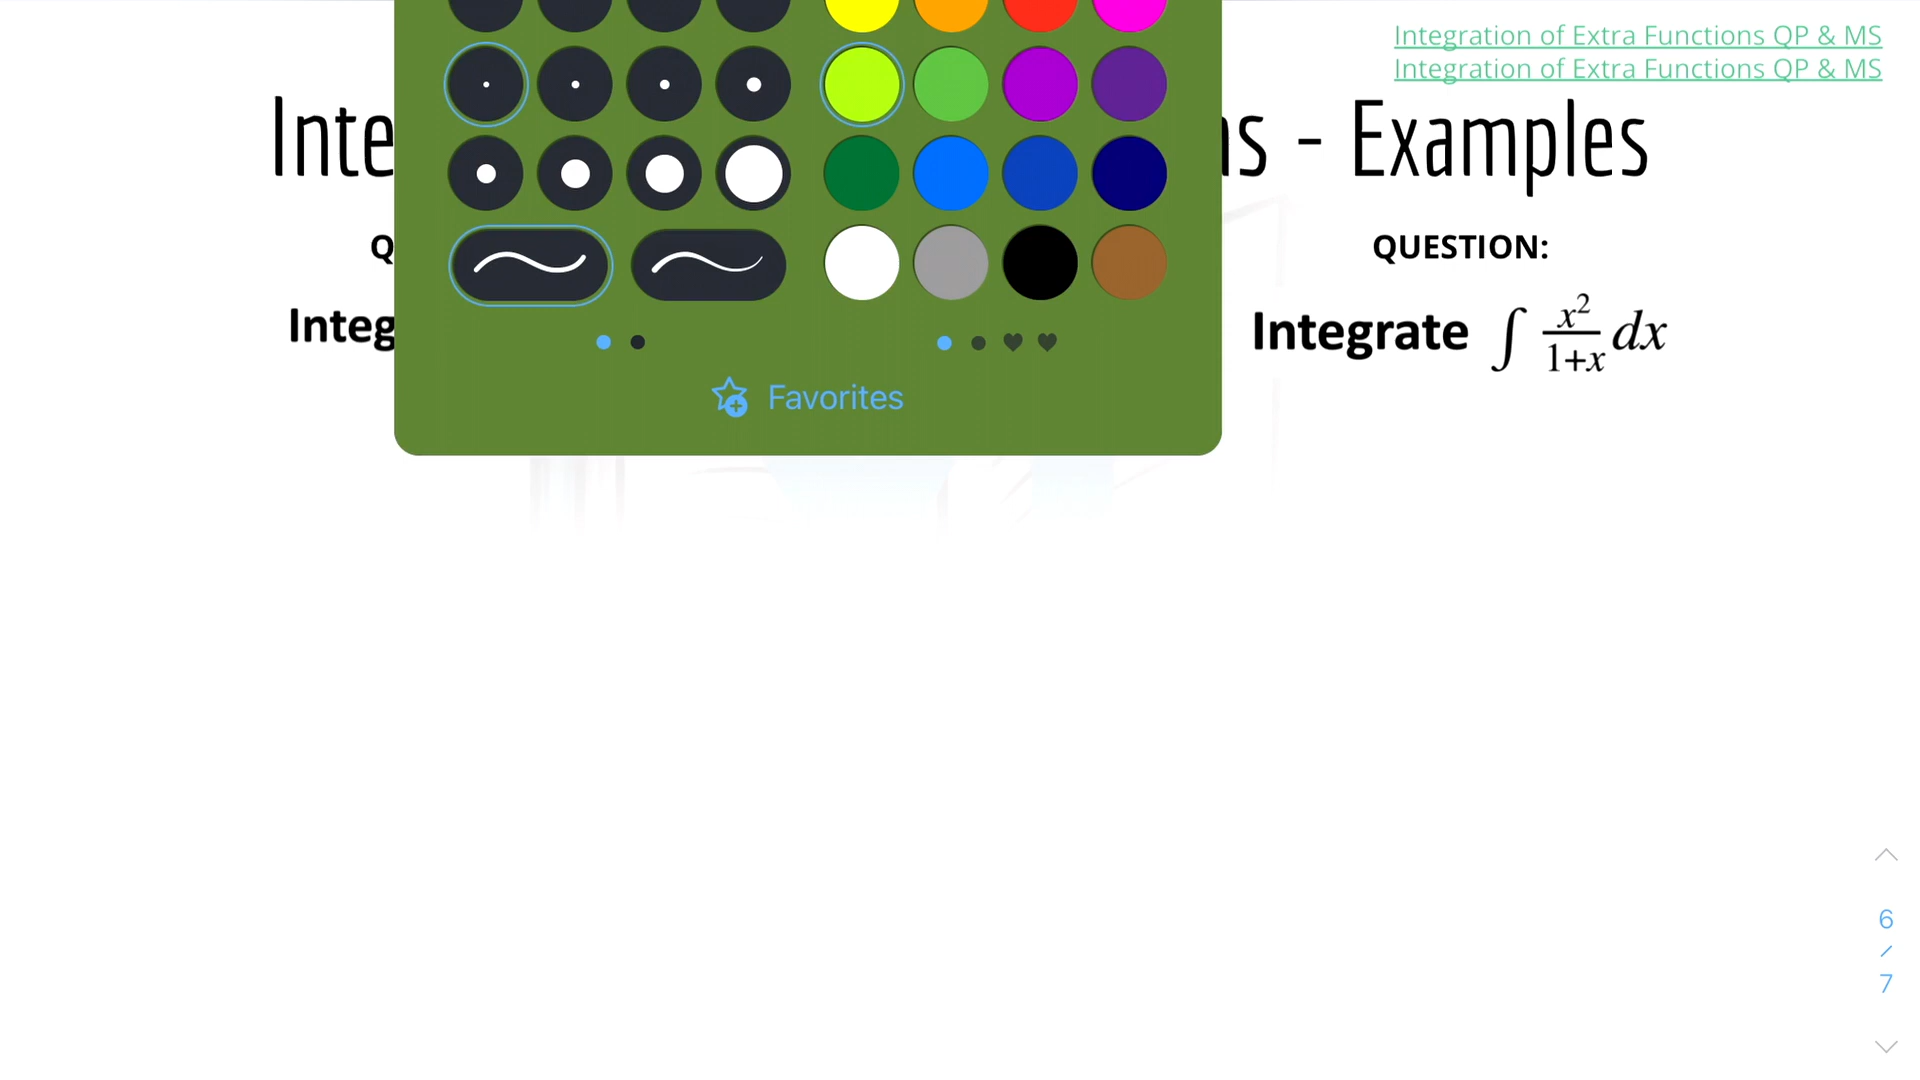 Integration of Extra Functions QP & MS
Integration of Extra Functions QP & MS
Inte
s - Examples
Q
QUESTION:
Integ
Integrate ∫ x²/1+x dx
Favorites
6
/
7